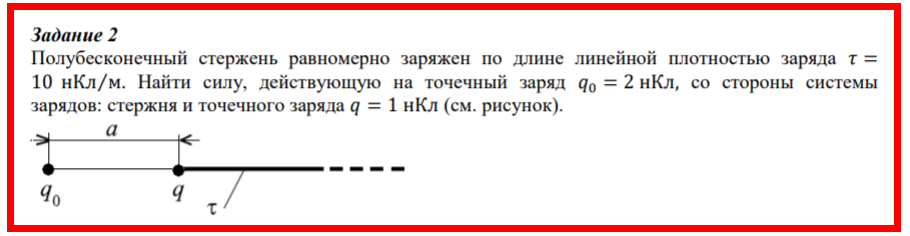 Задание 2
Полубесконечный стержень равномерно заряжен по длине линейной плотностью заряда τ =
10 нКл/м. Найти силу, действующую на точечный заряд q₀ = 2 нКл, со стороны системы
зарядов: стержня и точечного заряда q = 1 нКл (см. рисунок).
a
q₀ q τ